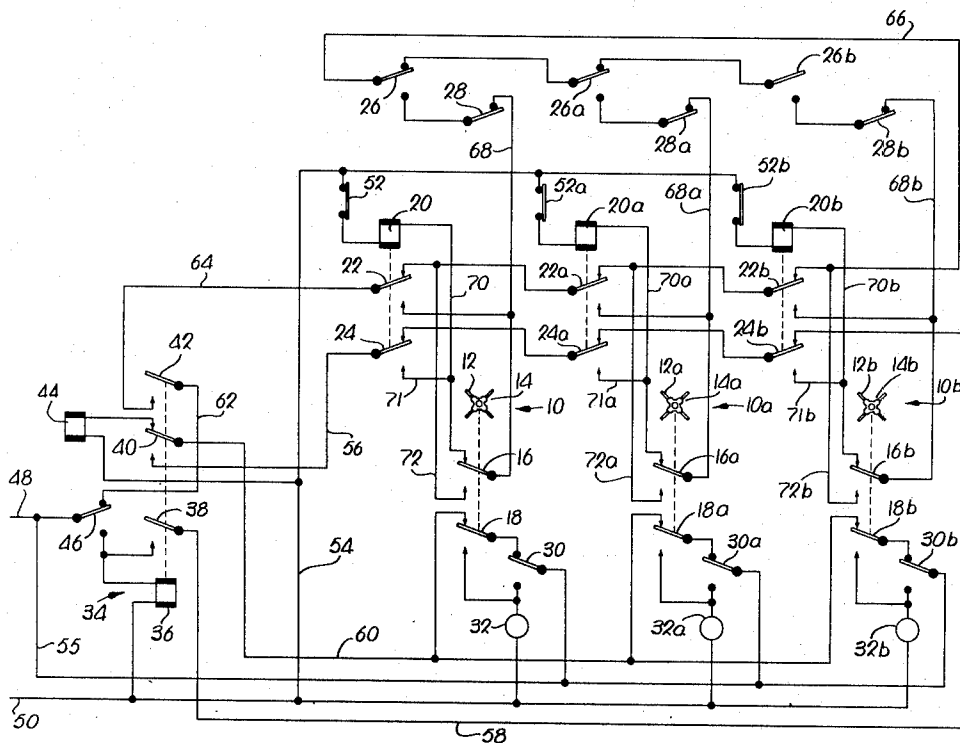 66
26 26a 26b
28 28a 28b
68 68a 68b
52 52a 52b
20 20a 20b
64 22 70 22a 70a 22b 70b
42 24 24a 24b
44 62 12 14 10 12a 14a 10a 12b 14b 10b
40 71 71a 71b
56 16 16a 16b
48 72 72a 72b
46 38 18 18a 18b
54 30 30a 30b
34 36 32 32a 32b
55 60
50 58